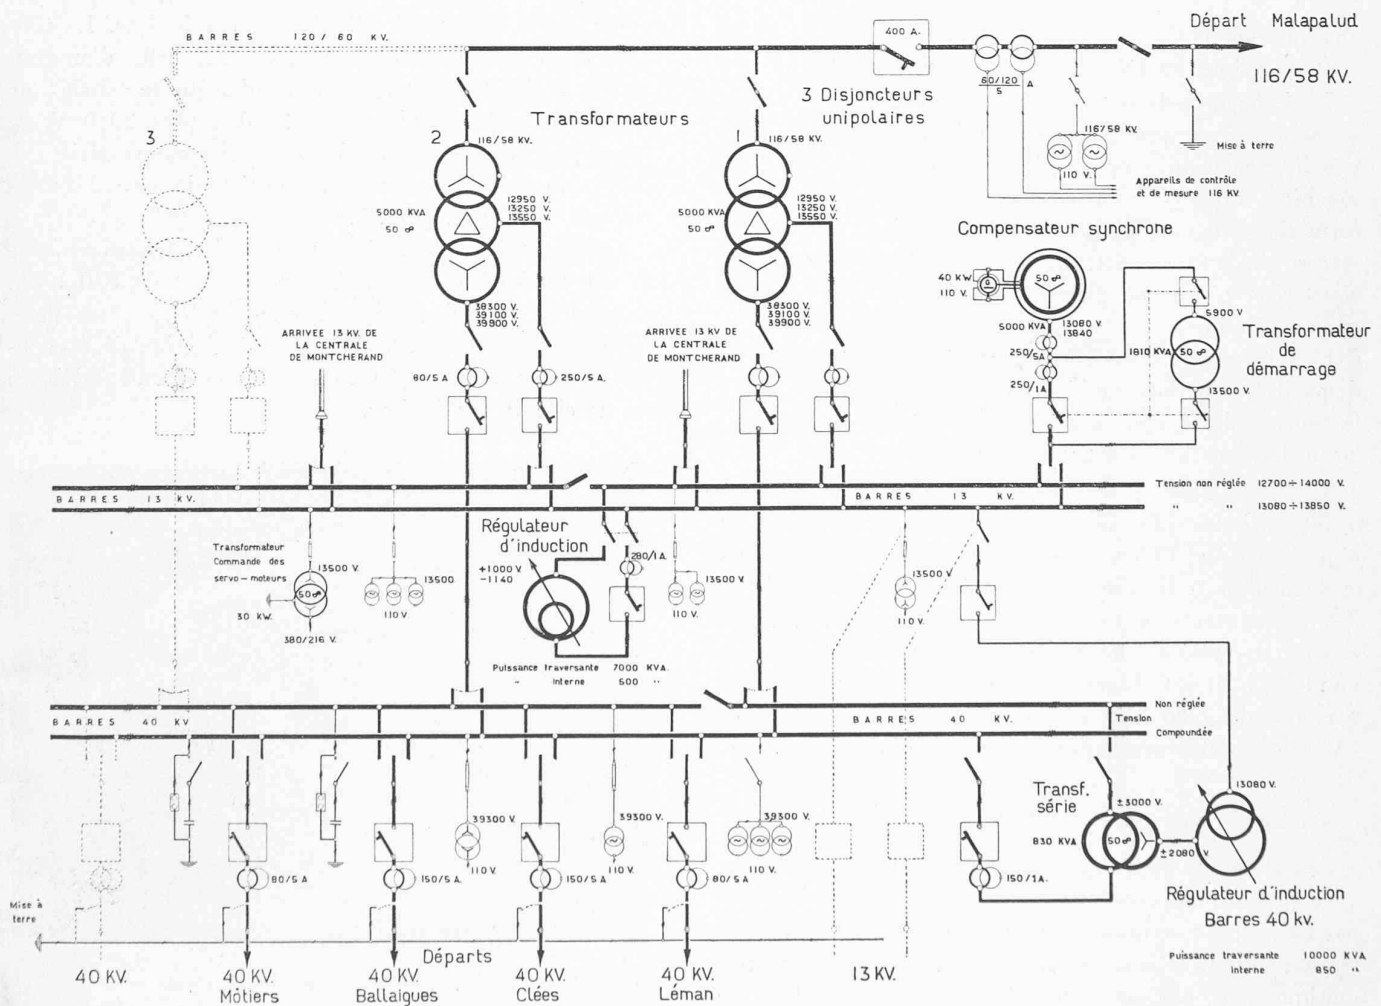 Départ Malapalud
116/58 KV.
BARRES 120/60 KV.
400 A.
3 Disjoncteurs
unipolaires
60/120
5
A
116/58 KV.
110 V.
Mise à terre
Appareils de contrôle
et de mesure 116 KV
Transformateurs
3
2
1
116/58 KV.
116/58 KV.
12950 V.
13250 V.
13550 V.
5000 KVA
50 ∞
12950 V.
13250 V.
13550 V.
5000 KVA
50 ∞
38300 V.
39100 V.
39800 V.
38300 V.
39100 V.
39900 V.
ARRIVEE 13 KV. DE
LA CENTRALE
DE MONTCHERAND
ARRIVEE 13 KV DE
LA CENTRALE
DE MONTCHERAND
80/5 A
250/5 A.
Compensateur synchrone
40 KW.
110 V.
50 ∞
5000 KVA
13080 V.
13840
250/5A
250/1A
5900 V
1810 KVA
50 ∞
13500 V.
Transformateur
de
démarrage
BARRES 13 KV.
BARRES 13 KV.
Tension non réglée 12700÷14000 V.
" " 13080÷13850 V.
Transformateur
Commande des
servo-moteurs
30 KW.
13500 V.
50 ∞
380/216 V.
13500
110 V
Régulateur
d'induction
+1000 V.
-1140
280/1A.
Puissance traversante 7000 KVA.
" Interne 500 "
13500 V.
110 V.
13500 V
110 V.
BARRES 40 KV
BARRES 40 KV.
Non réglée
Tension
Compoundée
80/5 A
150/5 A.
39300 V.
110 V.
150/5 A
39300 V.
110 V.
80/5 A
39300 V.
110 V.
150/1A.
Transf.
série
830 KVA
±3000 V.
50 ∞
±2080 V
13080 V.
Régulateur d'induction
Barres 40 kv.
Puissance traversante 10000 KVA
Interne 850 "
Mise à
terre
Départs
40 KV.
40 KV.
Môtiers
40 KV.
Ballaigues
40 KV.
Clées
40 KV.
Léman
13 KV.